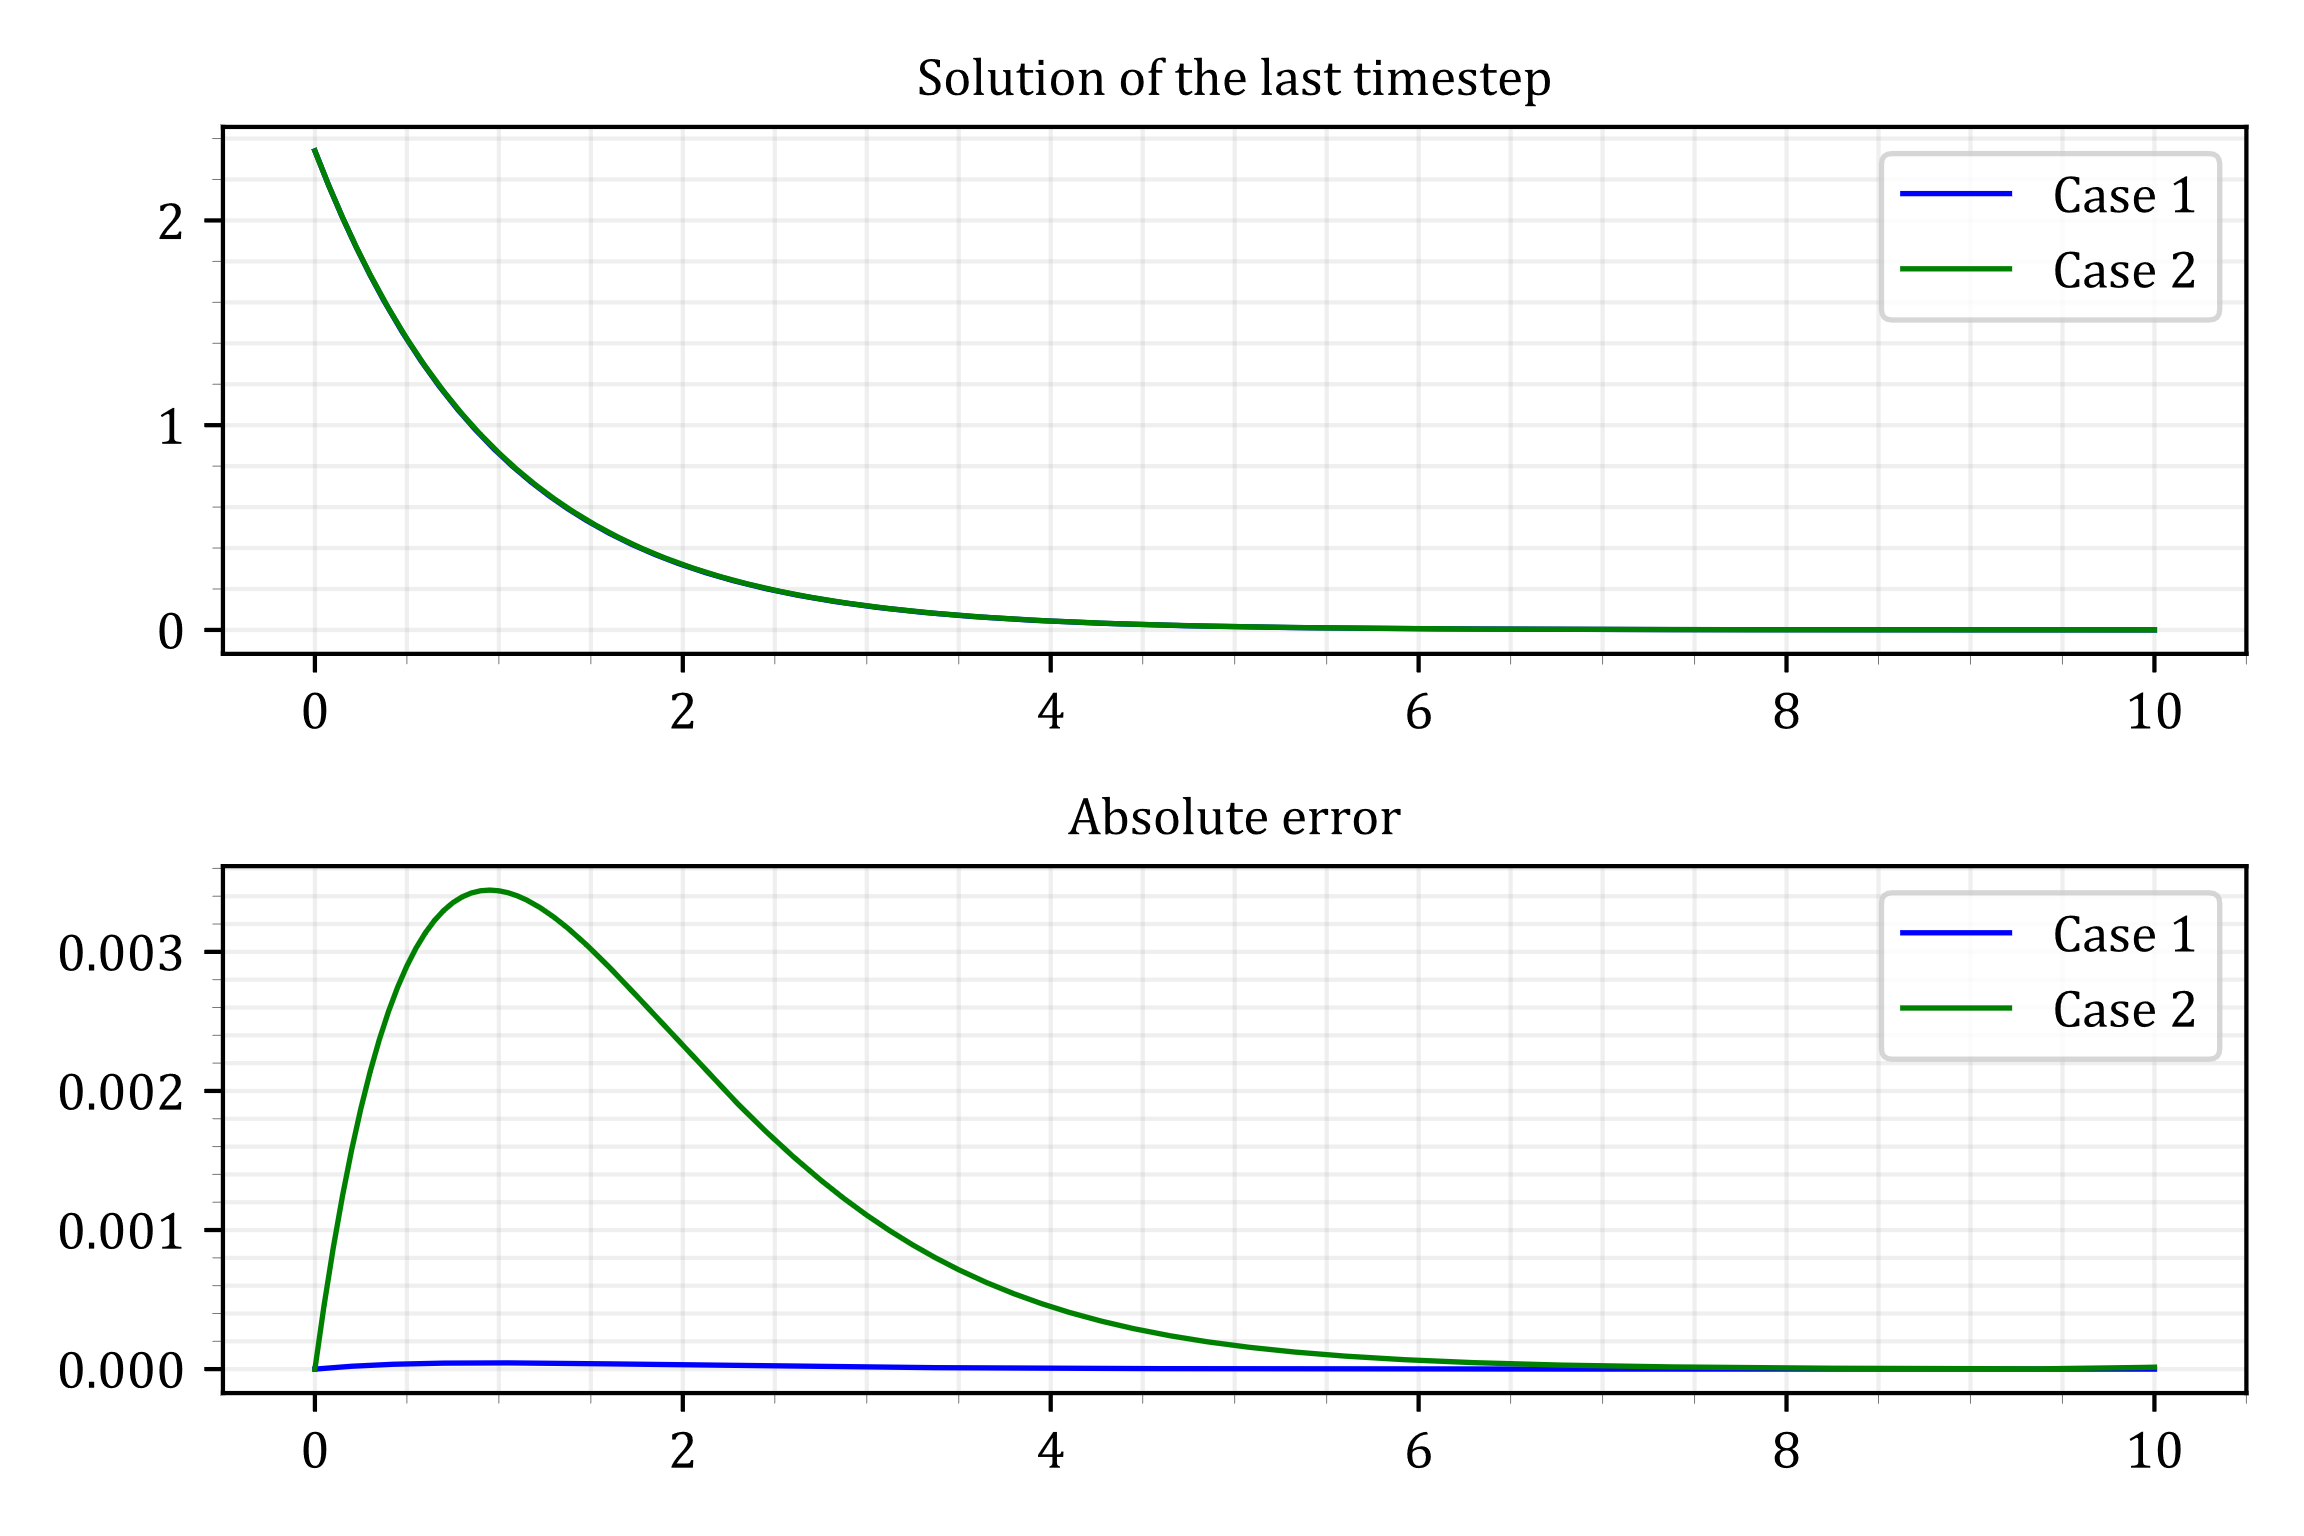 Solution of the last timestep
2
1
0
Case 1
Case 2
0 2 4 6 8 10
Absolute error
0.003
0.002
0.001
0.000
Case 1
Case 2
0 2 4 6 8 10